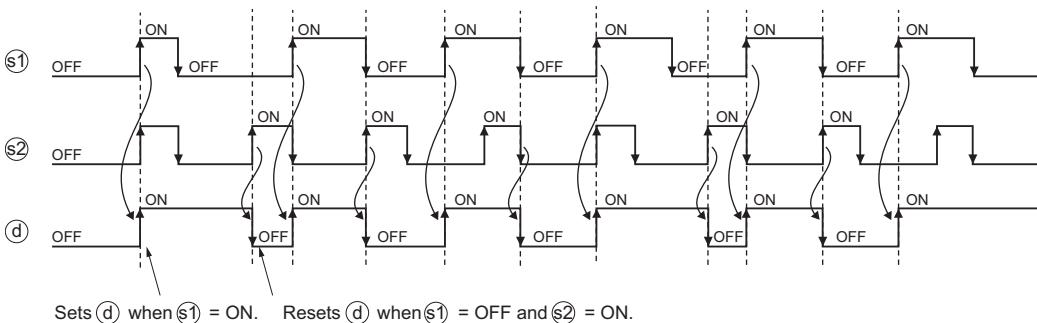 ON ON ON ON ON ON
s1 OFF OFF OFF OFF OFF OFF
ON ON ON ON
s2 OFF
ON ON ON ON ON ON
d OFF OFF OFF OFF OFF OFF
Sets d when s1 = ON. Resets d when s1 = OFF and s2 = ON.